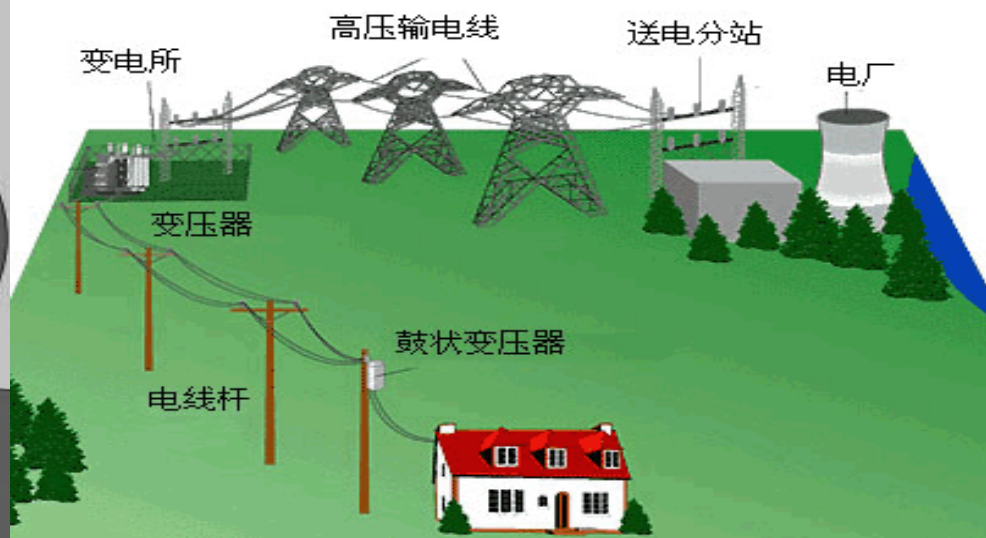 高压输电线
送电分站
变电所
电厂
变压器
鼓状变压器
电线杆